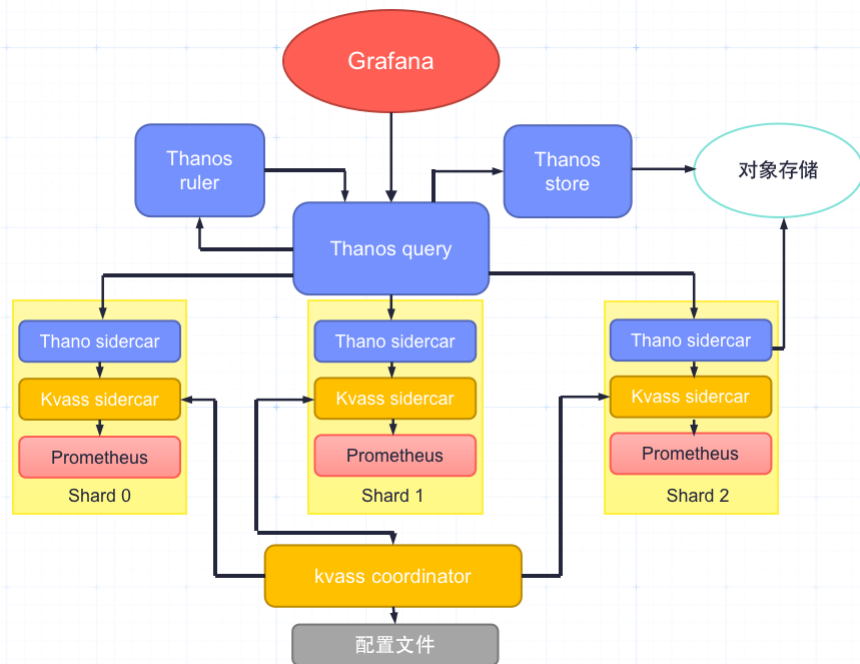 Grafana
Thanos
ruler
Thanos
store
对象存储
Thanos query
Thano sidercar
Kvass sidercar
Prometheus
Shard 0
Thano sidercar
Kvass sidercar
Prometheus
Shard 1
Thano sidercar
Kvass sidercar
Prometheus
Shard 2
kvass coordinator
配置文件